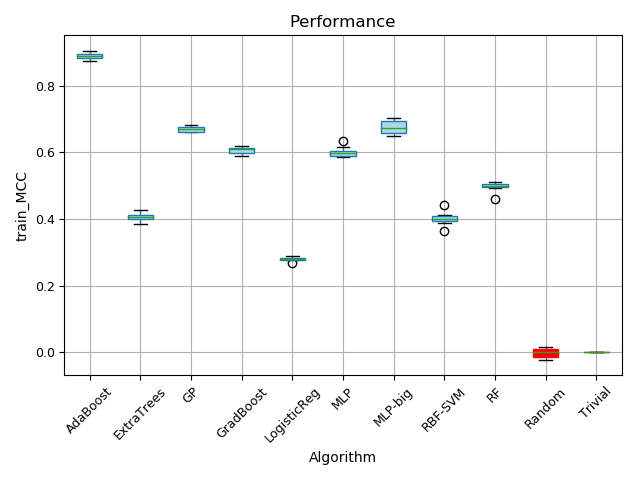 Performance
train_MCC
0.8
0.6
0.4
0.2
0.0
AdaBoost
ExtraTrees
GP
GradBoost
LogisticReg
MLP
MLP-big
RBF-SVM
RF
Random
Trivial
Algorithm